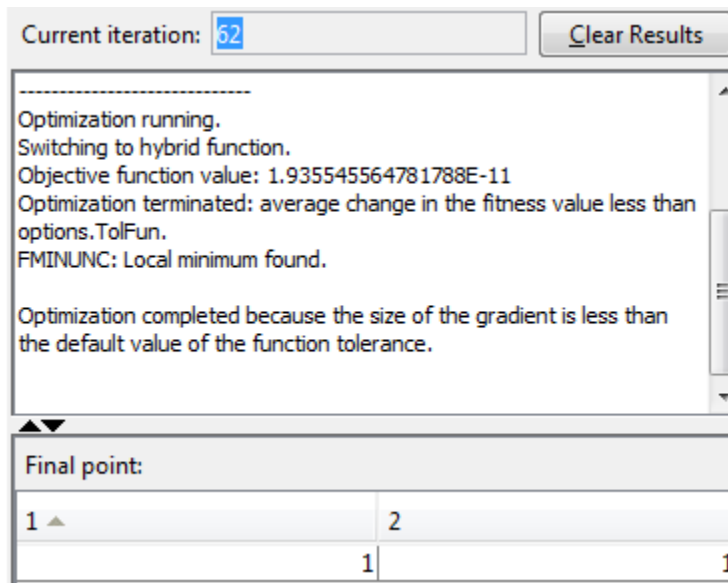 Current iteration: 62 Clear Results
------------------------------
Optimization running.
Switching to hybrid function.
Objective function value: 1.935545564781788E-11
Optimization terminated: average change in the fitness value less than
options.TolFun.
FMINUNC: Local minimum found.
Optimization completed because the size of the gradient is less than
the default value of the function tolerance.
Final point:
1 2
1 1